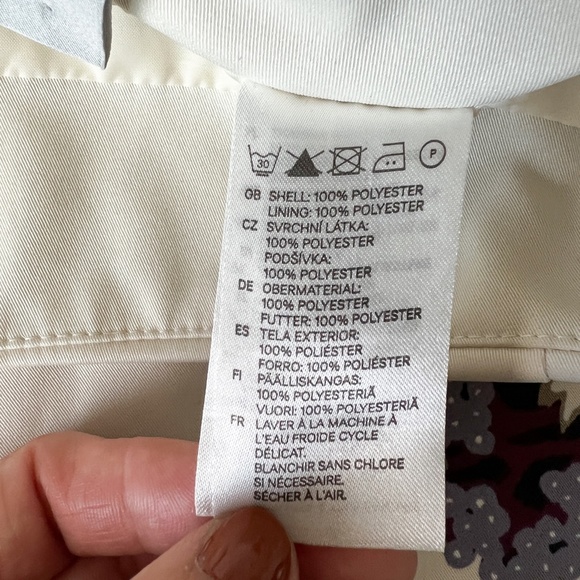 30 P
GB SHELL: 100% POLYESTER
LINING: 100% POLYESTER
CZ SVRCHNÍ LÁTKA:
100% POLYESTER
PODŠÍVKA:
100% POLYESTER
DE OBERMATERIAL:
100% POLYESTER
FUTTER: 100% POLYESTER
ES TELA EXTERIOR:
100% POLIÉSTER
FORRO: 100% POLIÉSTER
FI PÄÄLLISKANGAS:
100% POLYESTERIÄ
VUORI: 100% POLYESTERIÄ
FR LAVER À LA MACHINE À
L'EAU FROIDE CYCLE
DÉLICAT.
BLANCHIR SANS CHLORE
SI NÉCESSAIRE.
SÉCHER À L'AIR.